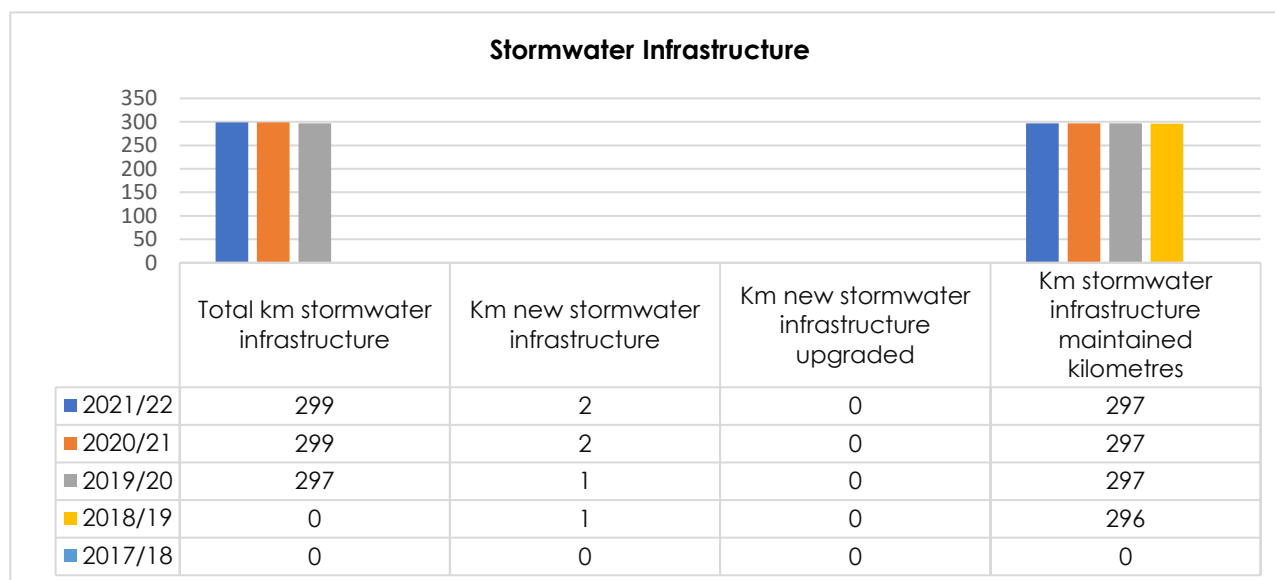 Stormwater Infrastructure
350
300
250
200
150
100
50
0
Total km stormwater
infrastructure
Km new stormwater
infrastructure
Km new stormwater
infrastructure
upgraded
Km stormwater
infrastructure
maintained
kilometres
2021/22 299 2 0 297
2020/21 299 2 0 297
2019/20 297 1 0 297
2018/19 0 1 0 296
2017/18 0 0 0 0